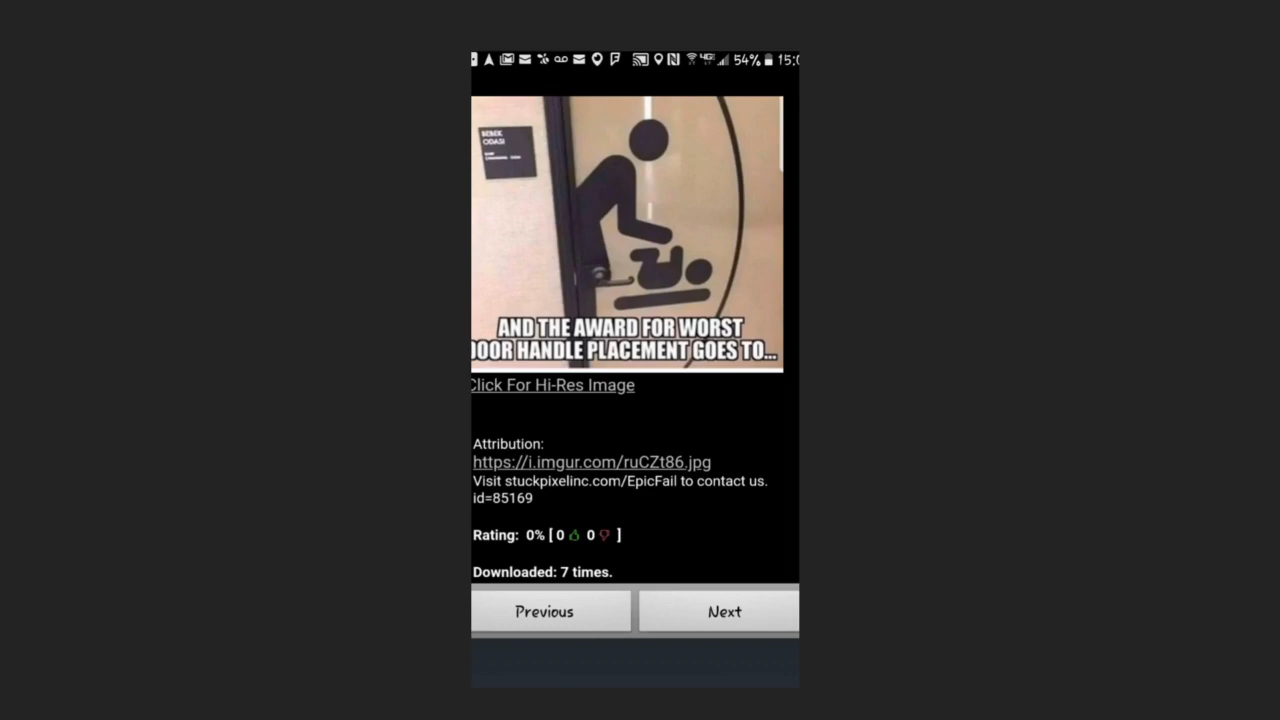 54% 15:0
BEBEK
ODASI
AND THE AWARD FOR WORST
DOOR HANDLE PLACEMENT GOES TO...
Click For Hi-Res Image
Attribution:
https://i.imgur.com/ruCZt86.jpg
Visit stuckpixelinc.com/EpicFail to contact us.
id=85169
Rating: 0% [ 0 0 ]
Downloaded: 7 times.
Previous
Next